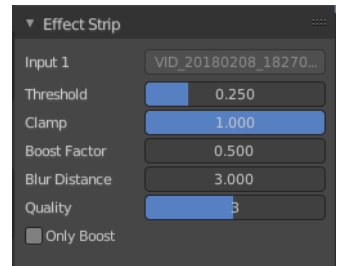 Effect Strip
Input 1 VID_20180208_18270...
Threshold 0.250
Clamp 1.000
Boost Factor 0.500
Blur Distance 3.000
Quality 3
Only Boost